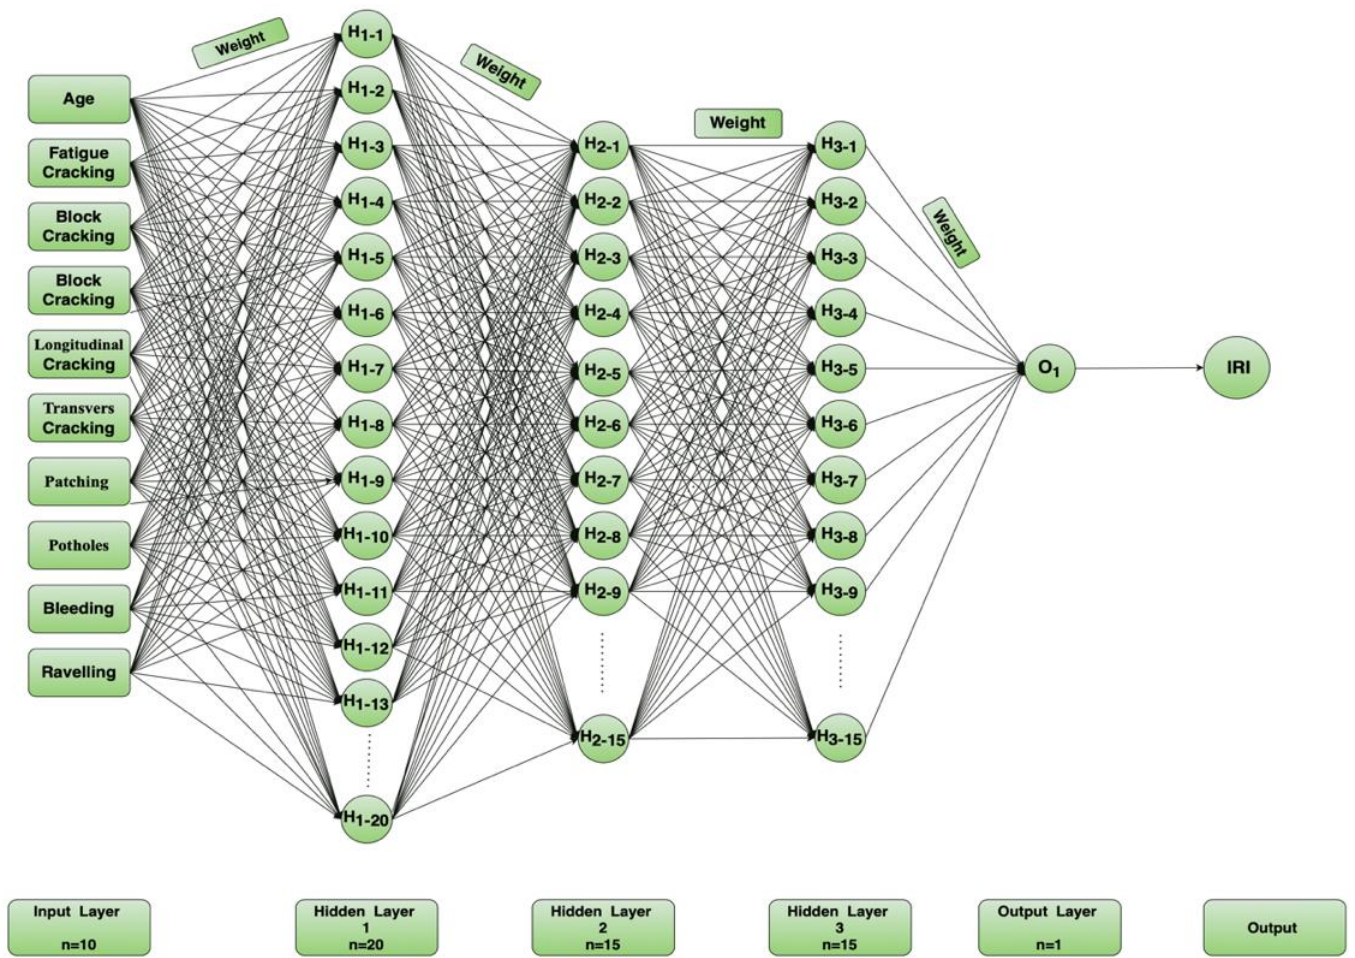 Weight
Weight
Weight
Weight
Age
Fatigue
Cracking
Block
Cracking
Block
Cracking
Longitudinal
Cracking
Transvers
Cracking
Patching
Potholes
Bleeding
Ravelling
H1-1
H1-2
H1-3
H1-4
H1-5
H1-6
H1-7
H1-8
H1-9
H1-10
H1-11
H1-12
H1-13
H1-20
H2-1
H2-2
H2-3
H2-4
H2-5
H2-6
H2-7
H2-8
H2-9
H2-15
H3-1
H3-2
H3-3
H3-4
H3-5
H3-6
H3-7
H3-8
H3-9
H3-15
O1
IRI
Input Layer
n=10
Hidden Layer
1
n=20
Hidden Layer
2
n=15
Hidden Layer
3
n=15
Output Layer
n=1
Output